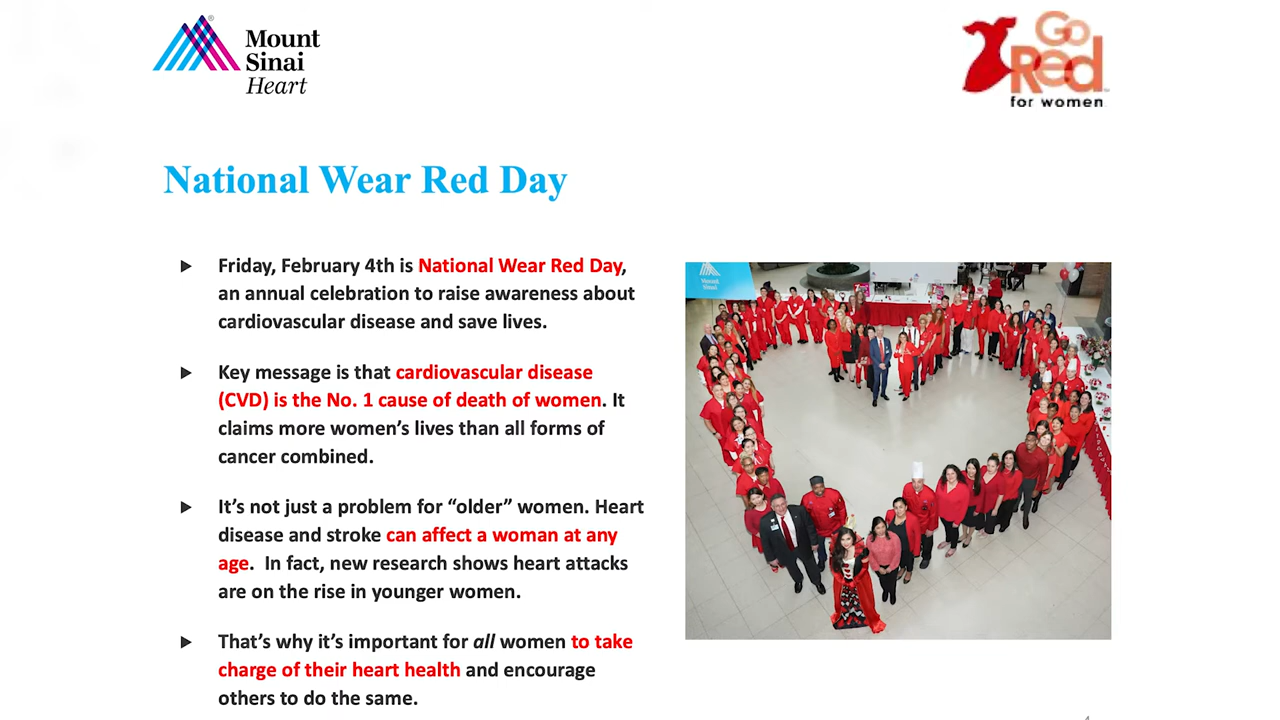 Mount
Sinai
Heart
Go
Red
for women
National Wear Red Day
Friday, February 4th is National Wear Red Day,
an annual celebration to raise awareness about
cardiovascular disease and save lives.
Key message is that cardiovascular disease
(CVD) is the No. 1 cause of death of women. It
claims more women’s lives than all forms of
cancer combined.
It’s not just a problem for “older” women. Heart
disease and stroke can affect a woman at any
age.  In fact, new research shows heart attacks
are on the rise in younger women.
That’s why it’s important for all women to take
charge of their heart health and encourage
others to do the same.
Mount
Sinai